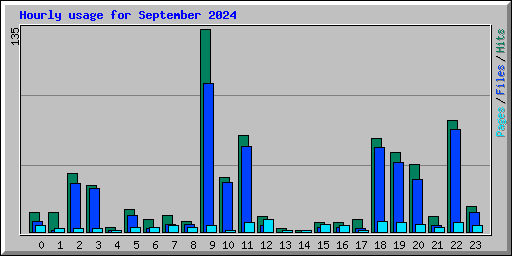 Hourly usage for September 2024
135
Pages / Files / Hits
0 1 2 3 4 5 6 7 8 9 10 11 12 13 14 15 16 17 18 19 20 21 22 23